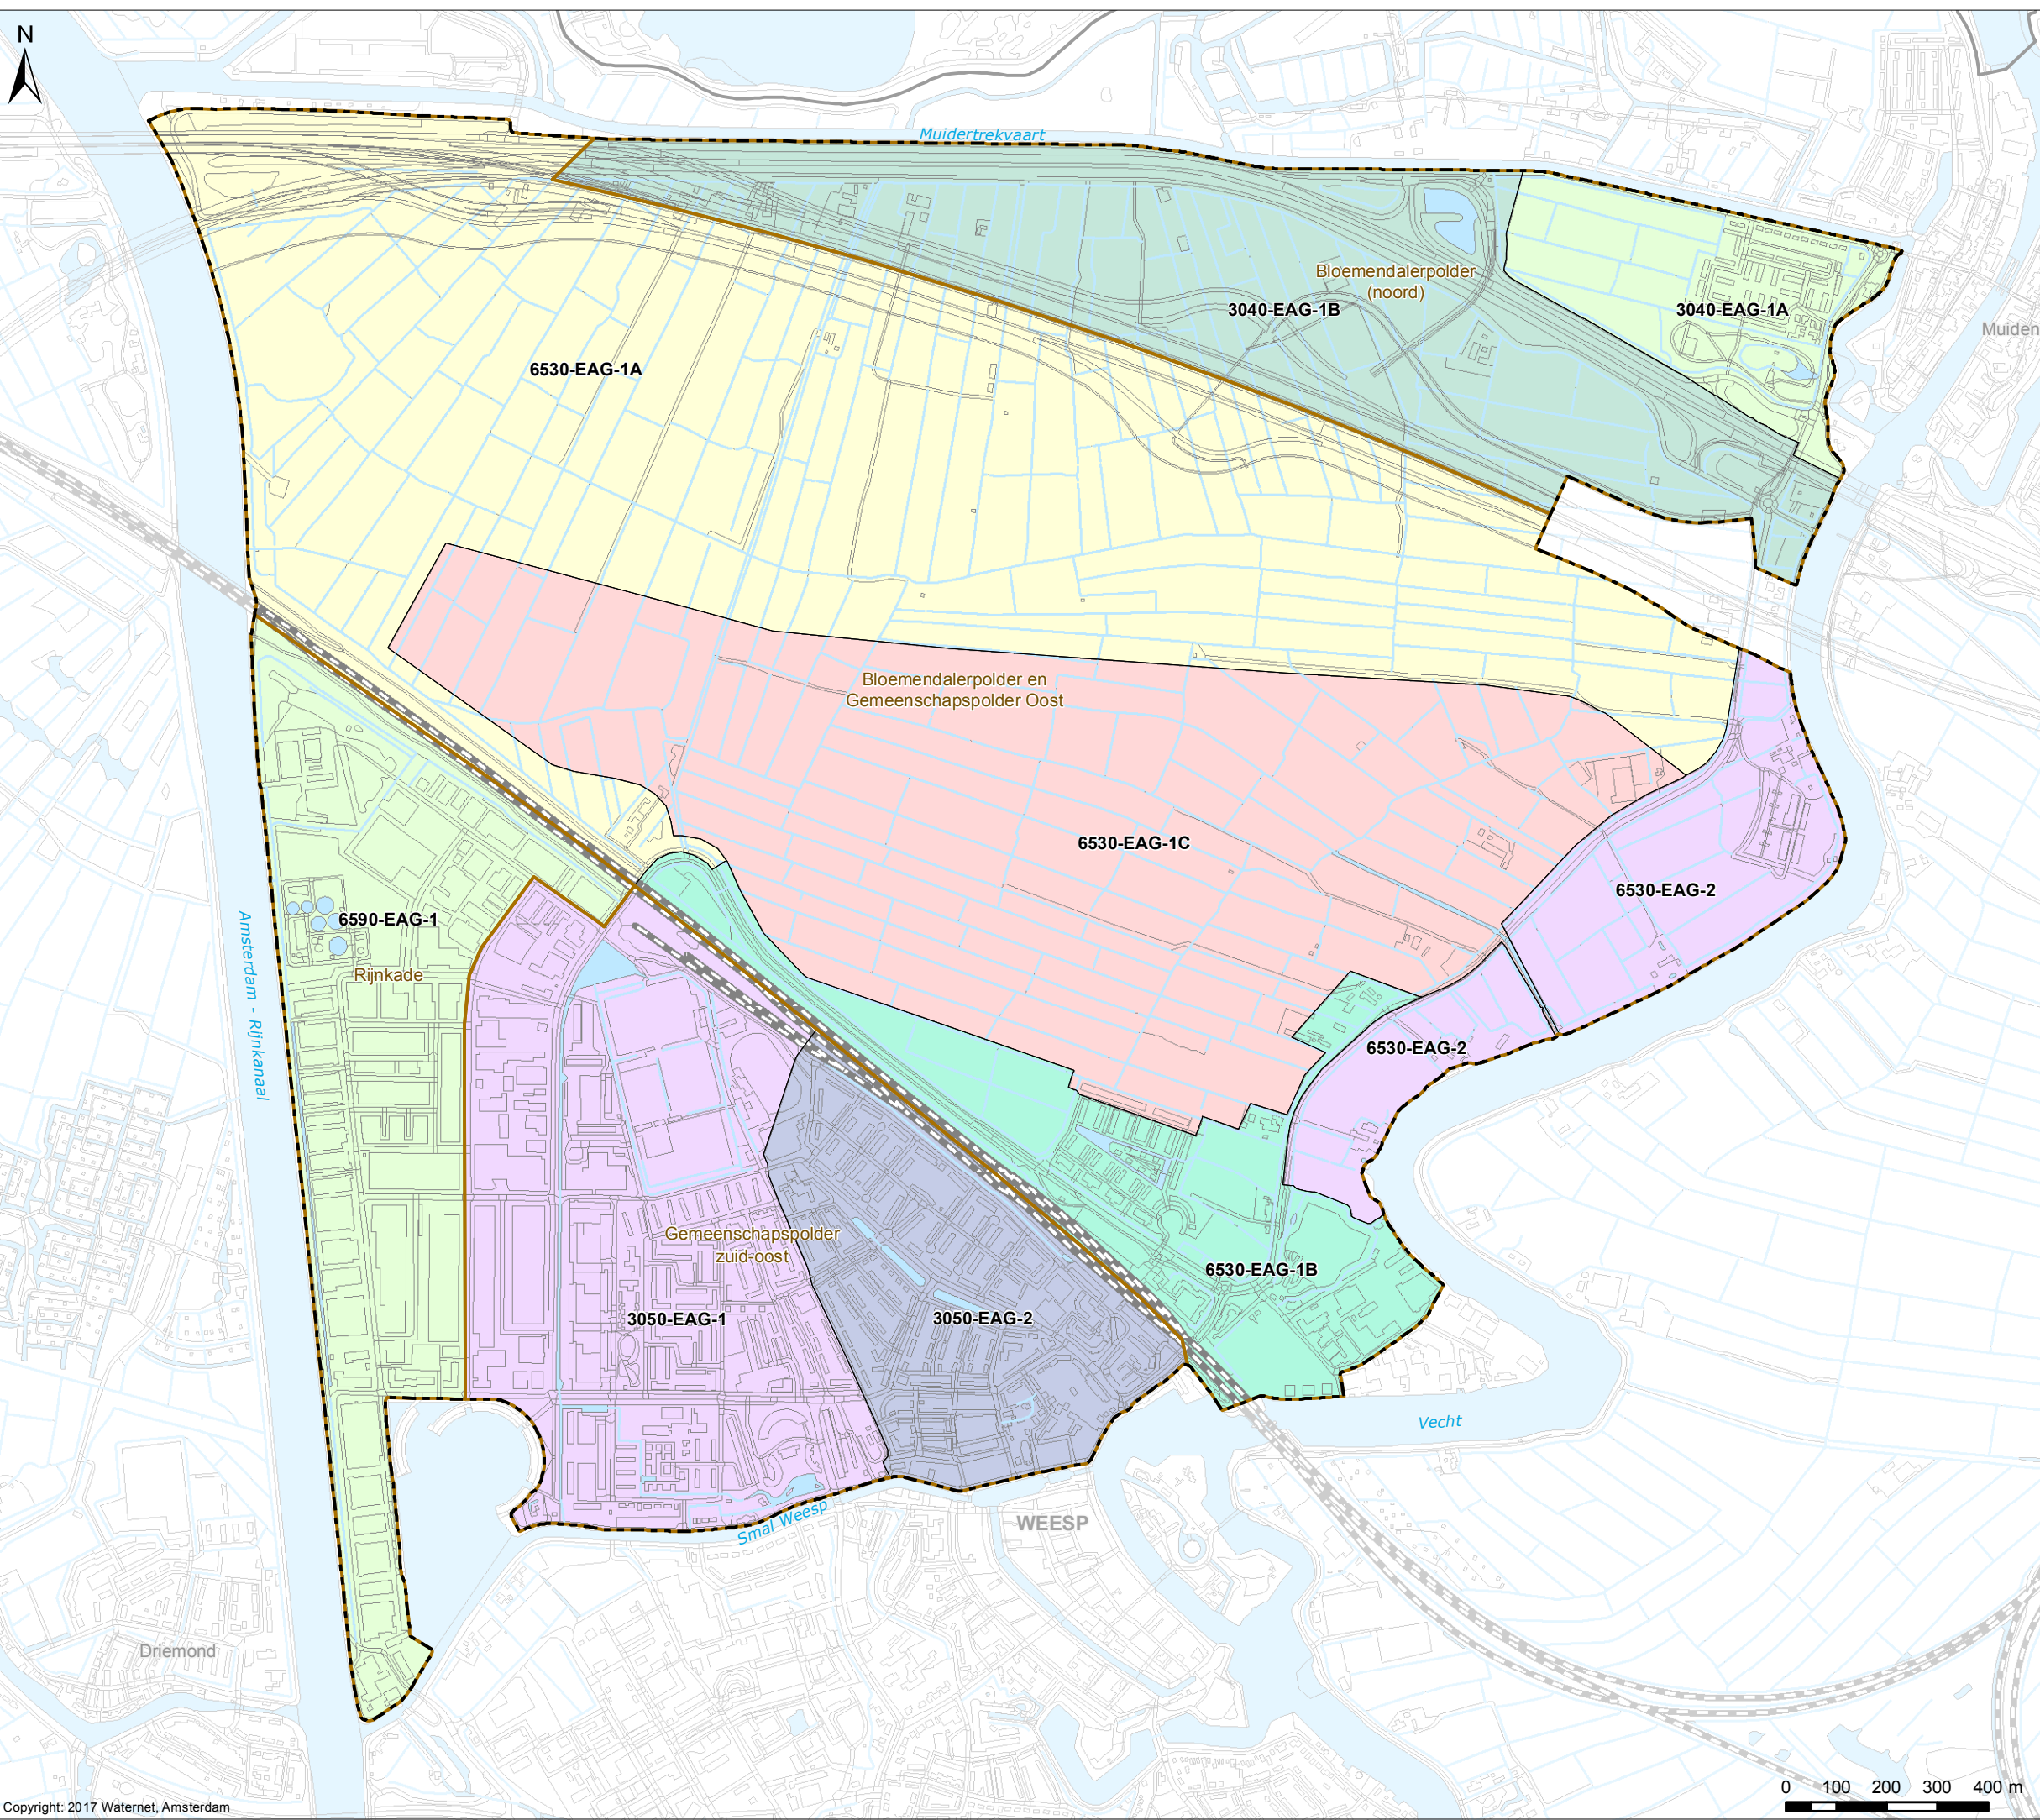 N
Muidertrekvaart
Bloemendalerpolder
(noord)
3040-EAG-1B
3040-EAG-1A
Muiden
6530-EAG-1A
Bloemendalerpolder en
Gemeenschapspolder Oost
6530-EAG-1C
6530-EAG-2
6590-EAG-1
Rijnkade
Amsterdam - Rijnkanaal
6530-EAG-2
Gemeenschapspolder
zuid-oost
6530-EAG-1B
3050-EAG-1
3050-EAG-2
Vecht
Smal Weesp
WEESP
Driemond
0 100 200 300 400 m
Copyright: 2017 Waternet, Amsterdam